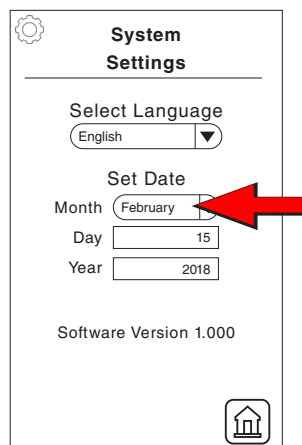 System
Settings
Select Language
English
Set Date
Month February
Day 15
Year 2018
Software Version 1.000